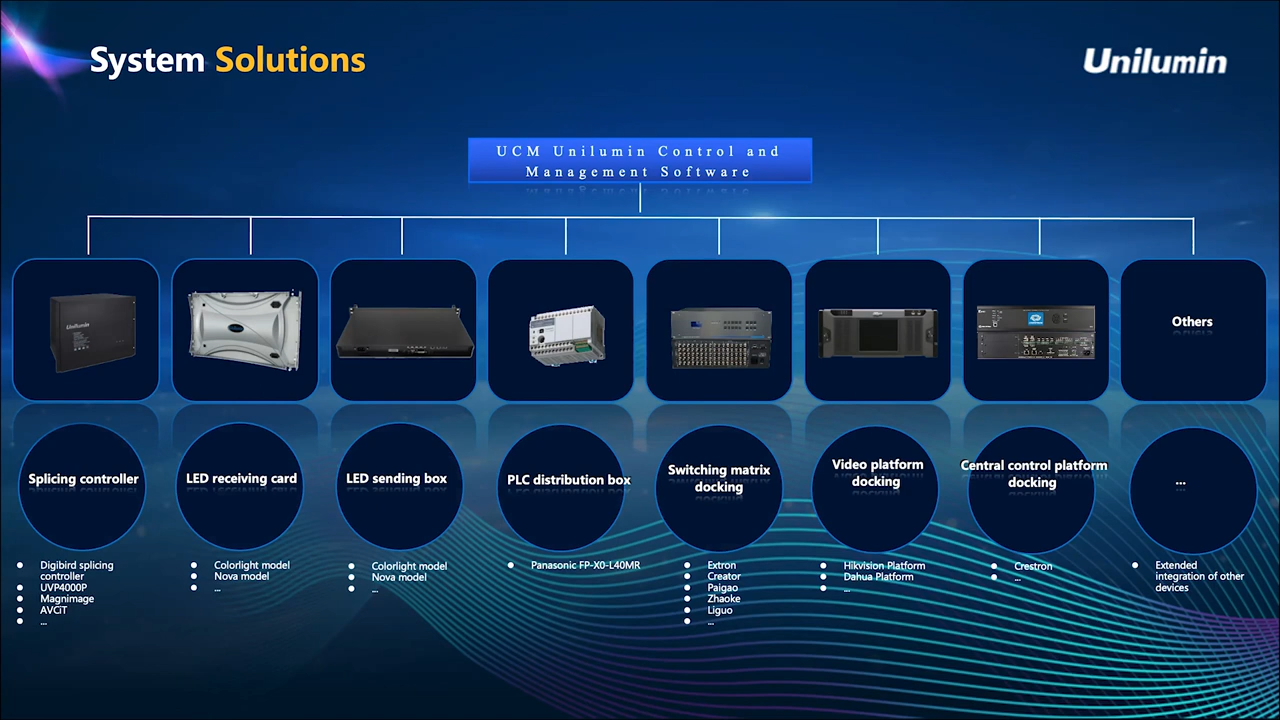 System Solutions
Unilumin
UCM Unilumin Control and
Management Software
Unilumin
Others
Splicing controller
LED receiving card
LED sending box
PLC distribution box
Switching matrix
docking
Video platform
docking
Central control platform
docking
...
Digibird splicing
controller
UVP4000P
Magnimage
AVCiT
...
Colorlight model
Nova model
...
Colorlight model
Nova model
...
Panasonic FP-X0-L40MR
Extron
Creator
Paigao
Zhaoke
Liguo
...
Hikvision Platform
Dahua Platform
...
Crestron
...
Extended
integration of other
devices